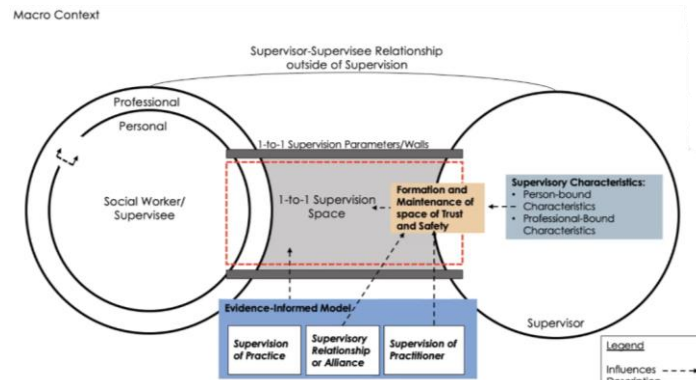 Macro Context
Supervisor-Supervisee Relationship
outside of Supervision
Professional
Personal
1-to-1 Supervision Parameters/Walls
Social Worker/
Supervisee
1-to-1 Supervision
Space
Formation and
Maintenance of
space of Trust
and Safety
Supervisory Characteristics:
• Person-bound
Characteristics
• Professional-Bound
Characteristics
Evidence-Informed Model
Supervision
of Practice
Supervisory
Relationship
or Alliance
Supervision of
Practitioner
Supervisor
Legend
Influences